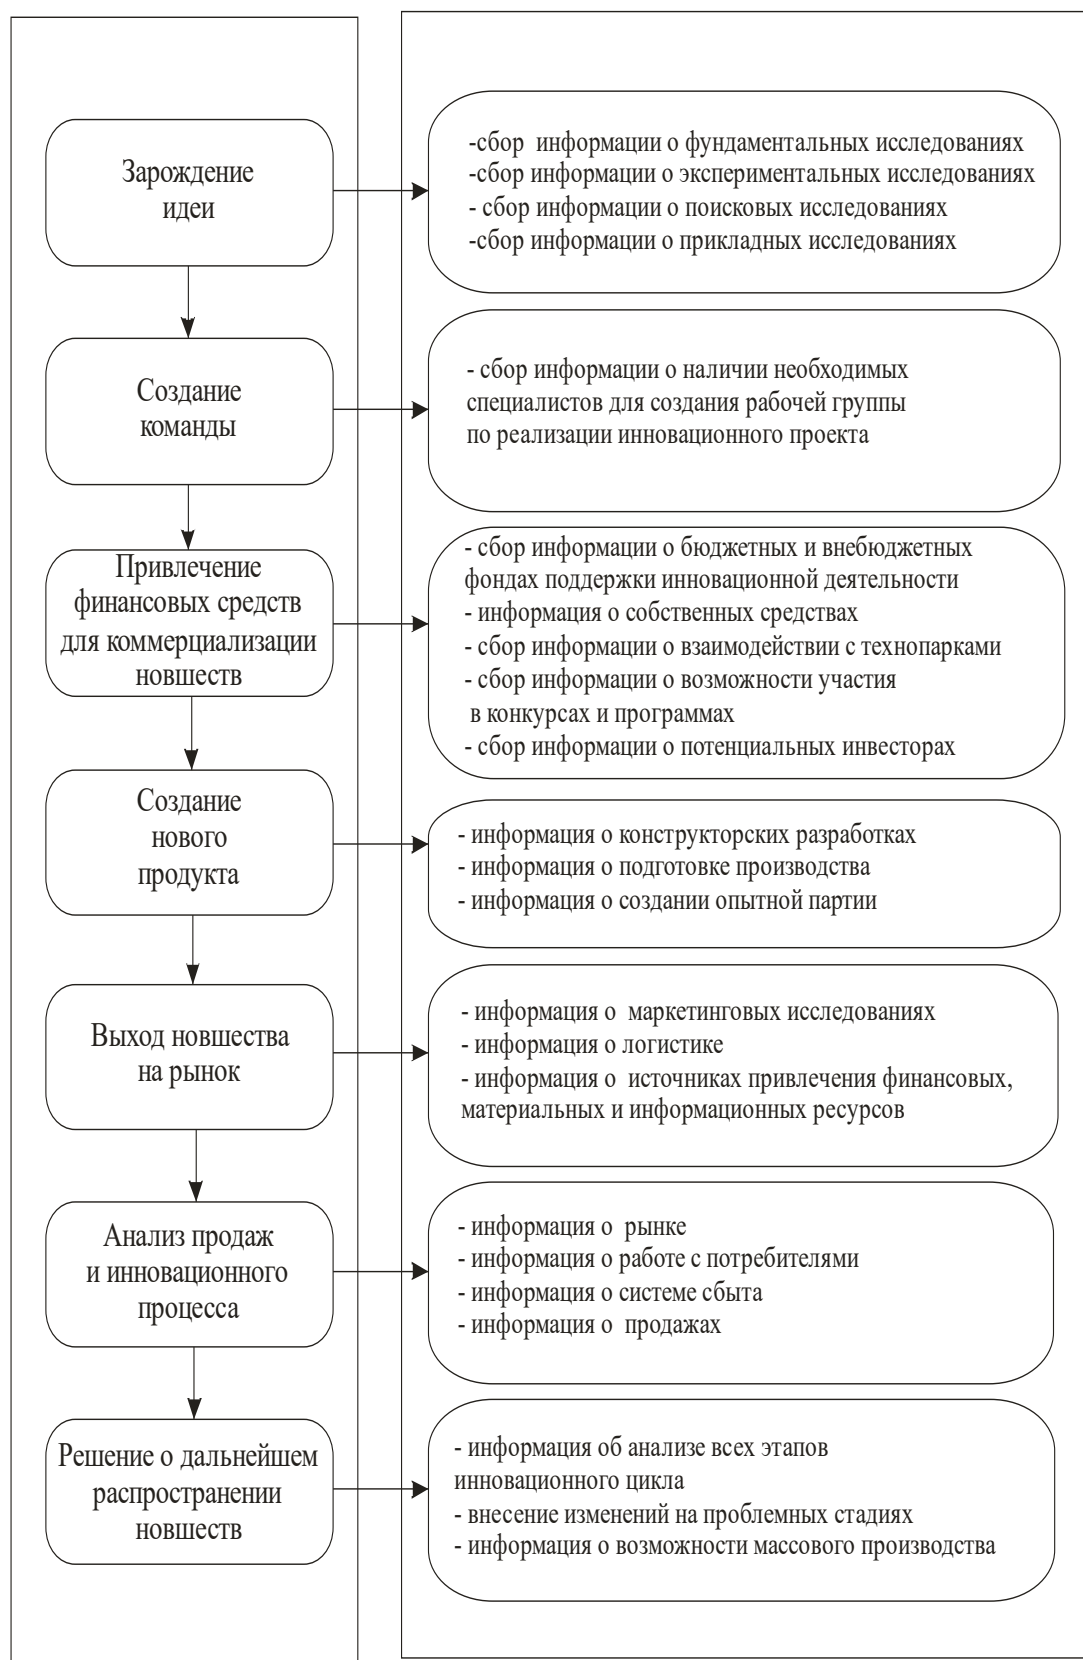 Зарождение
идеи
-сбор информации о фундаментальных исследованиях
-сбор информации о экспериментальных исследованиях
- сбор информации о поисковых исследованиях
-сбор информации о прикладных исследованиях
Создание
команды
- сбор информации о наличии необходимых
специалистов для создания рабочей группы
по реализации инновационного проекта
Привлечение
финансовых средств
для коммерциализации
новшеств
- сбор информации о бюджетных и внебюджетных
фондах поддержки инновационной деятельности
- информация о собственных средствах
- сбор информации о взаимодействии с технопарками
- сбор информации о возможности участия
в конкурсах и программах
- сбор информации о потенциальных инвесторах
Создание
нового
продукта
- информация о конструкторских разработках
- информация о подготовке производства
- информация о создании опытной партии
Выход новшества
на рынок
- информация о маркетинговых исследованиях
- информация о логистике
- информация о источниках привлечения финансовых,
материальных и информационных ресурсов
Анализ продаж
и инновационного
процесса
- информация о рынке
- информация о работе с потребителями
- информация о системе сбыта
- информация о продажах
Решение о дальнейшем
распространении
новшеств
- информация об анализе всех этапов
инновационного цикла
- внесение изменений на проблемных стадиях
- информация о возможности массового производства